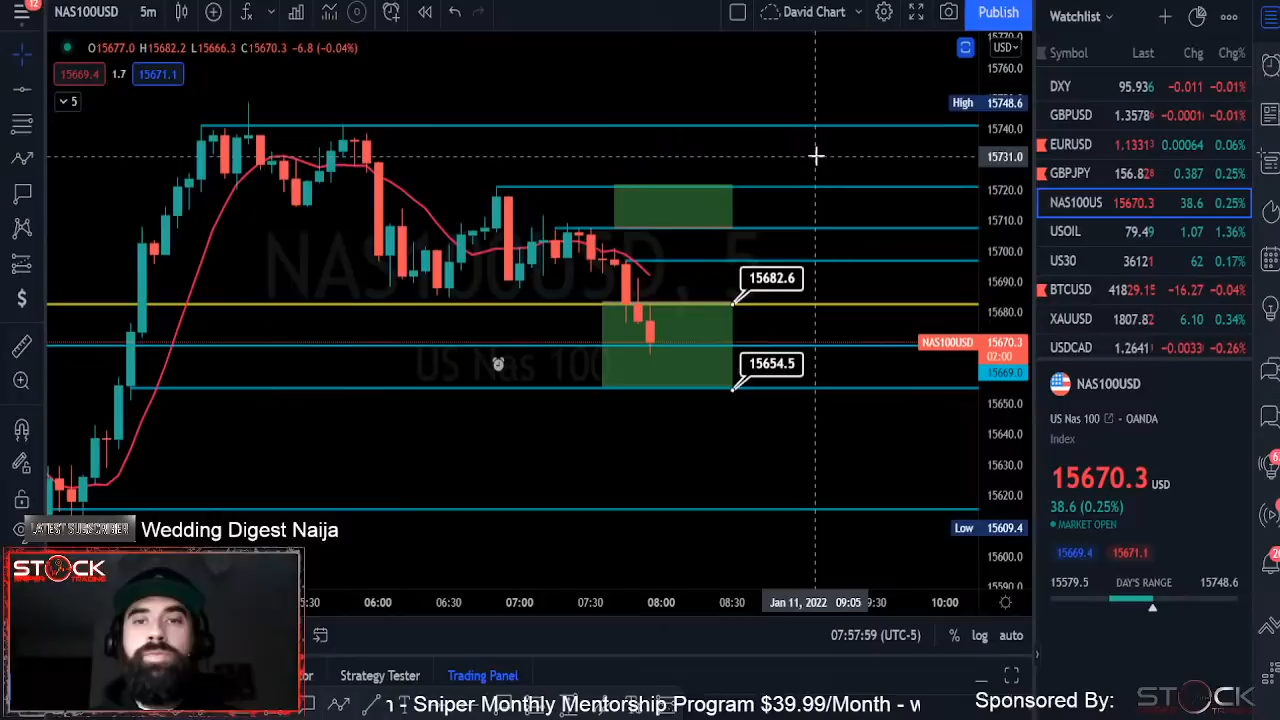 12
NAS100USD 5m David Chart Publish
O15677.0 H15682.2 L15666.3 C15670.3 −6.8 (−0.04%)
15669.4 1.7 15671.1
5
USD
15770.0
15760.0
High 15748.6
15740.0
15731.0
15720.0
15710.0
15700.0
15690.0
15680.0
NAS100USD 15670.3
02:00
15669.0
15650.0
15640.0
15630.0
15620.0
Low 15609.4
15600.0
15590.0
NAS100USD, 5
US Nas 100
15682.6
15654.5
LATEST SUBSCRIBER Wedding Digest Naija
5:30 06:00 06:30 07:00 07:30 08:00 08:30 Jan 11, 2022 09:05 9:30 10:00
07:57:59 (UTC-5) % log auto
or Strategy Tester Trading Panel
n - Sniper Monthly Mentorship Program $39.99/Month - w
Sponsored By:
STOCK
STOCK
SNIPER TRADING
Watchlist
Symbol Last Chg Chg%
DXY 95.936 −0.011 −0.01%
GBPUSD 1.35786 −0.0001 −0.01%
EURUSD 1.13313 0.00064 0.06%
GBPJPY 156.828 0.387 0.25%
NAS100US 15670.3 38.6 0.25%
USOIL 79.49 1.07 1.36%
US30 36121 62 0.17%
BTCUSD 41829.15 −16.27 −0.04%
XAUUSD 1807.82 6.10 0.34%
USDCAD 1.2641 −0.0033 −0.26%
NAS100USD
US Nas 100 • OANDA
Index
15670.3 USD
38.6 (0.25%)
MARKET OPEN
15669.4 15671.1
15579.5 DAY'S RANGE 15748.6